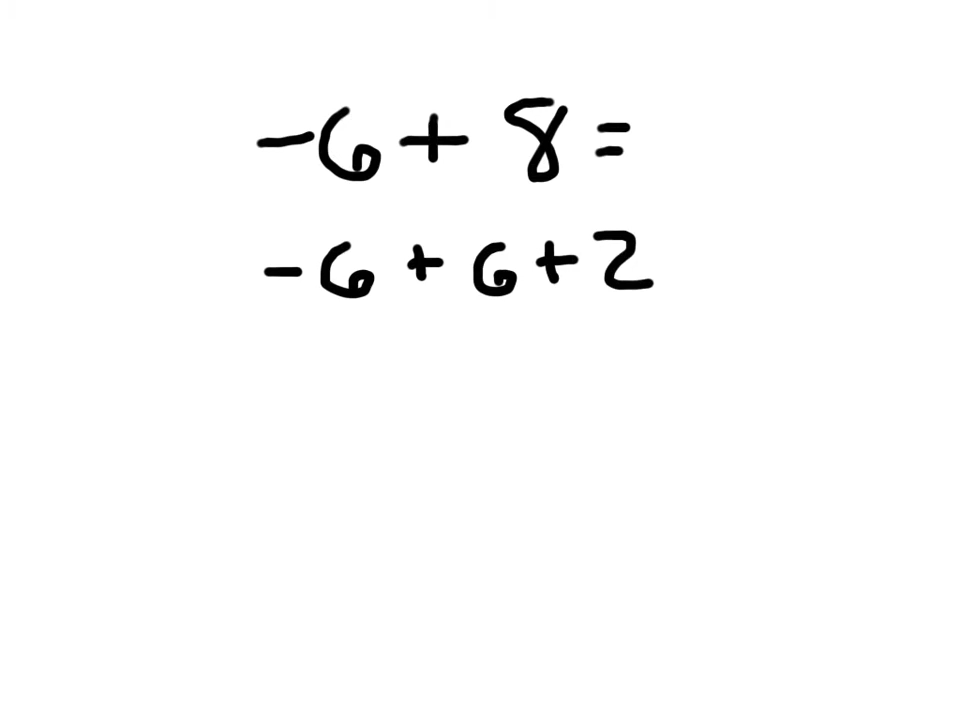 -6 + 8 =
-6 + 6 + 2